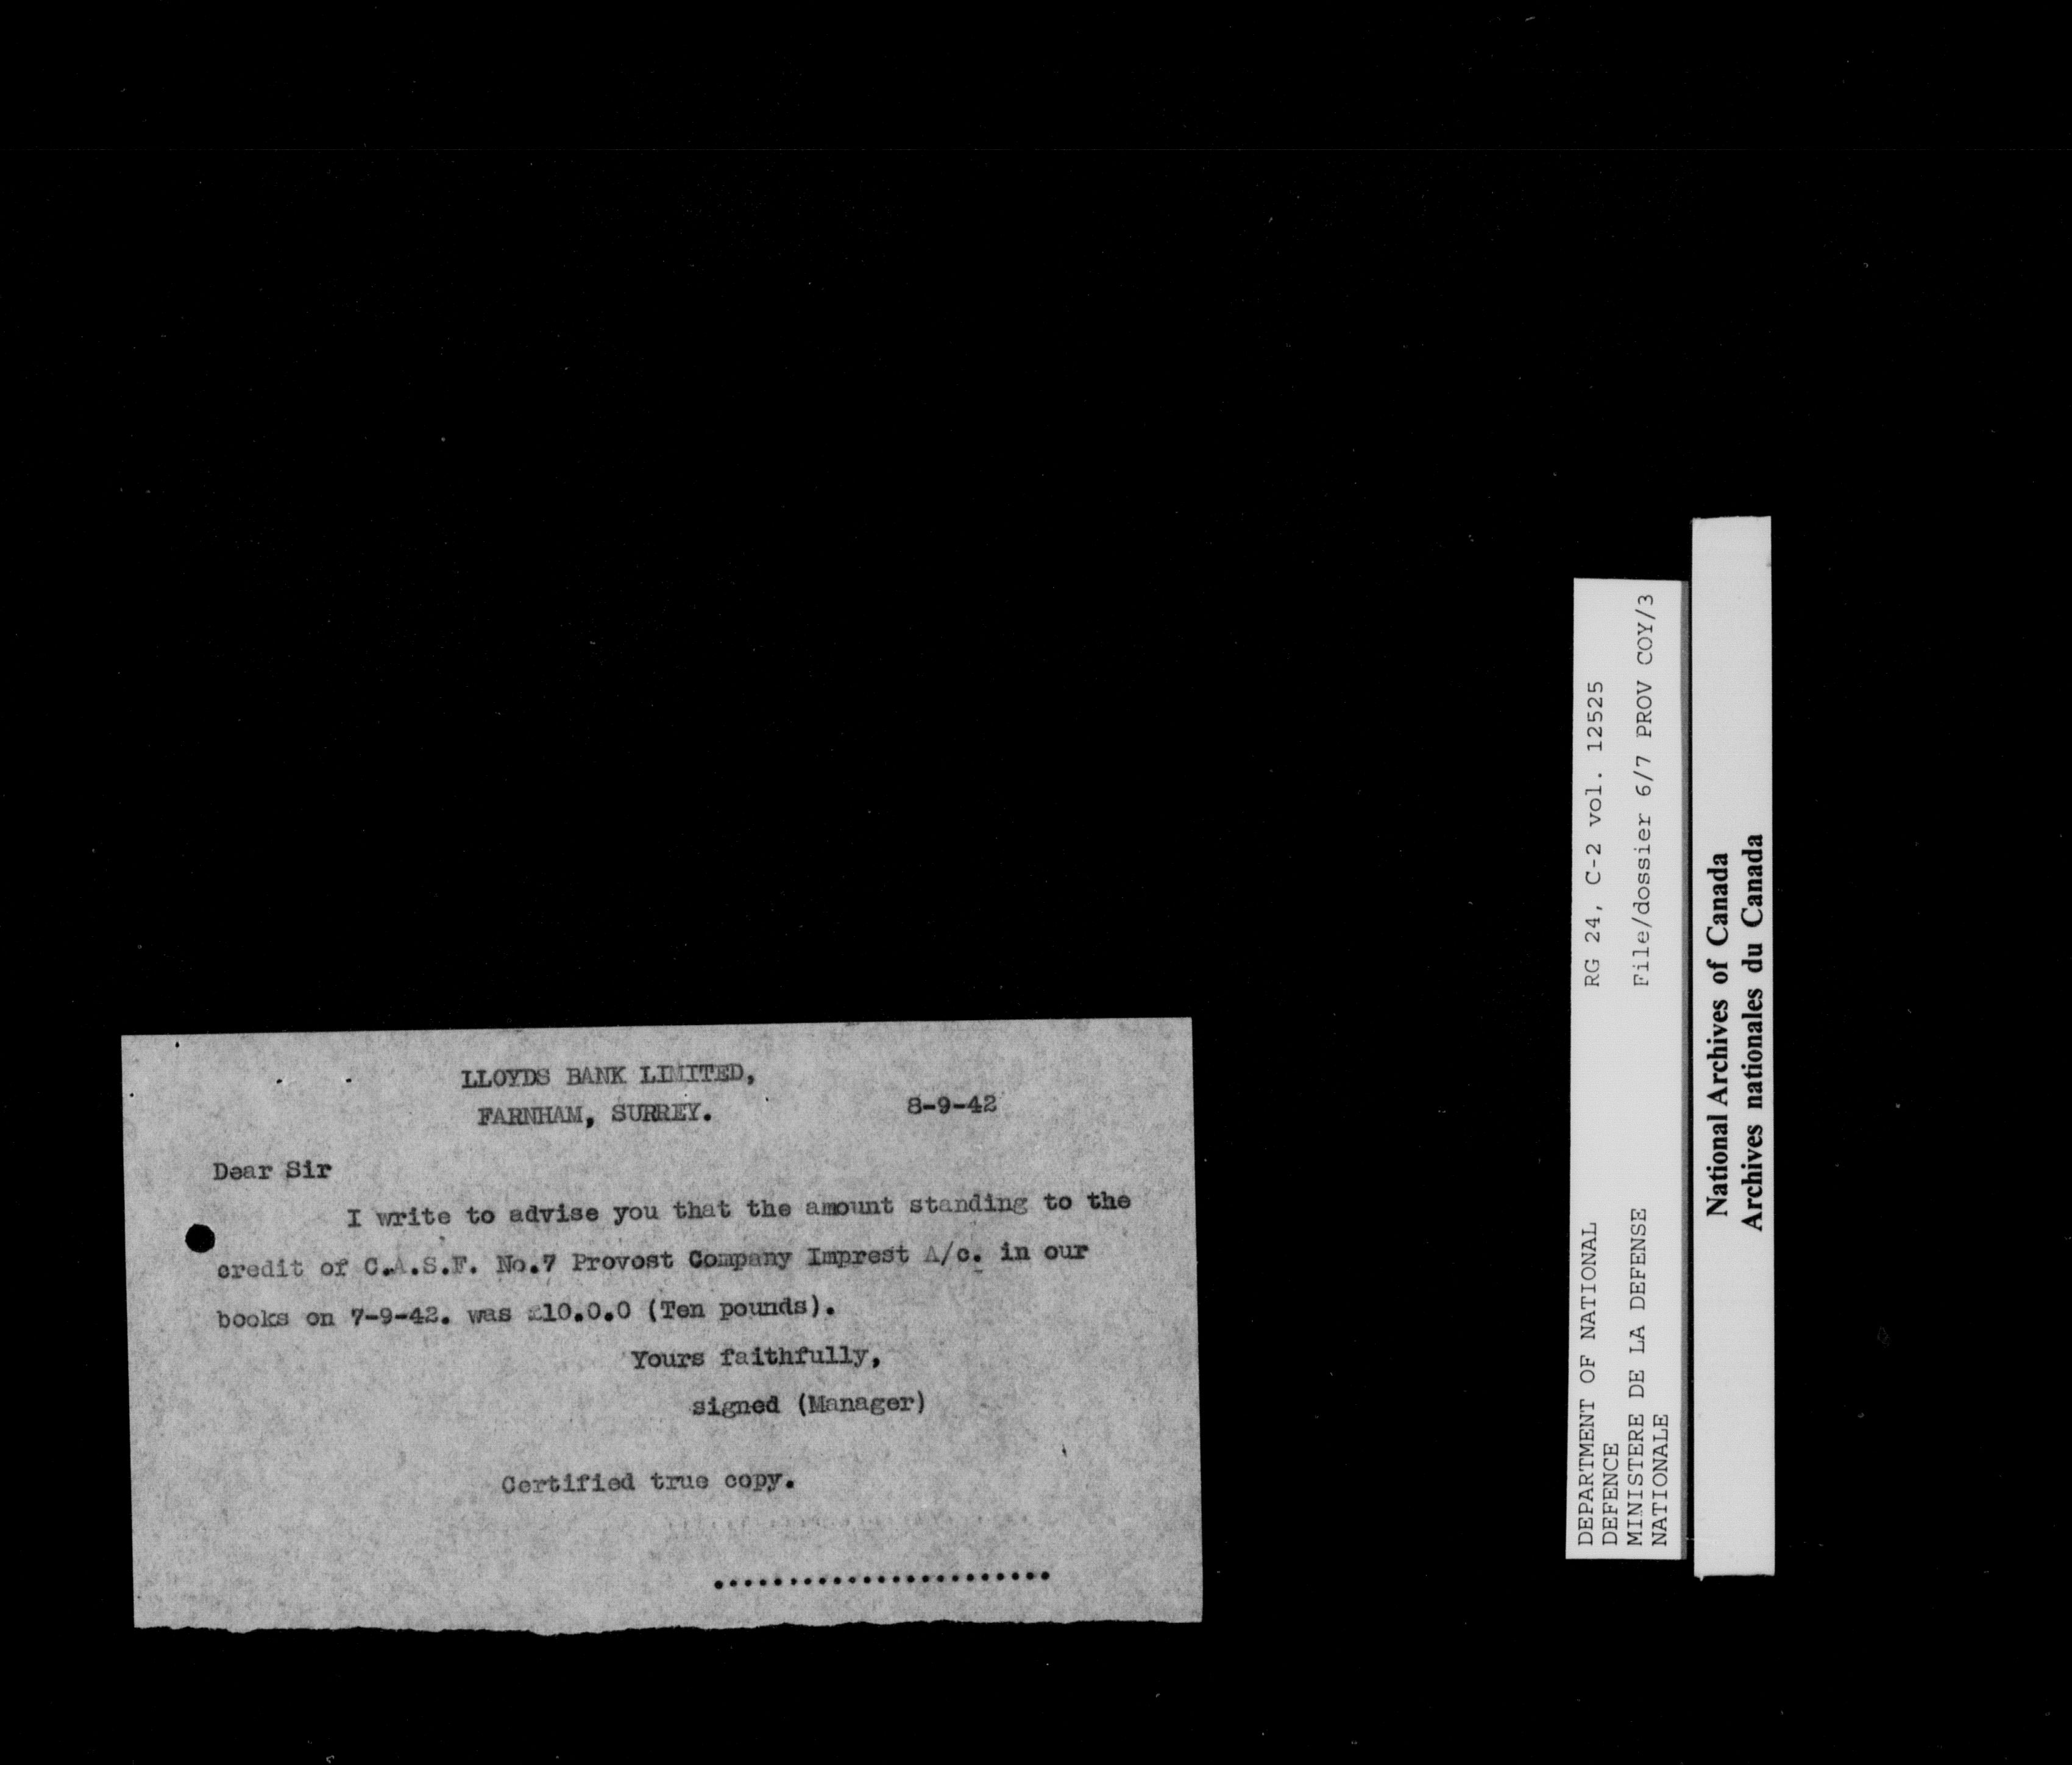 LLOYDS BANK LIMITED,
FARNHAM, SURREY.
8-9-42
Dear Sir
I write to advise you that the amount standing to the
credit of C.A.S.F. No.7 Provost Company Imprest A/c. in our
books on 7-9-42. was £10.0.0 (Ten pounds).
Yours faithfully,
signed (Manager)
Certified true copy.
.......................
DEPARTMENT OF NATIONAL
DEFENCE
MINISTERE DE LA DEFENSE
NATIONALE
RG 24, C-2 vol. 12525
File/dossier 6/7 PROV COY/3
National Archives of Canada
Archives nationales du Canada